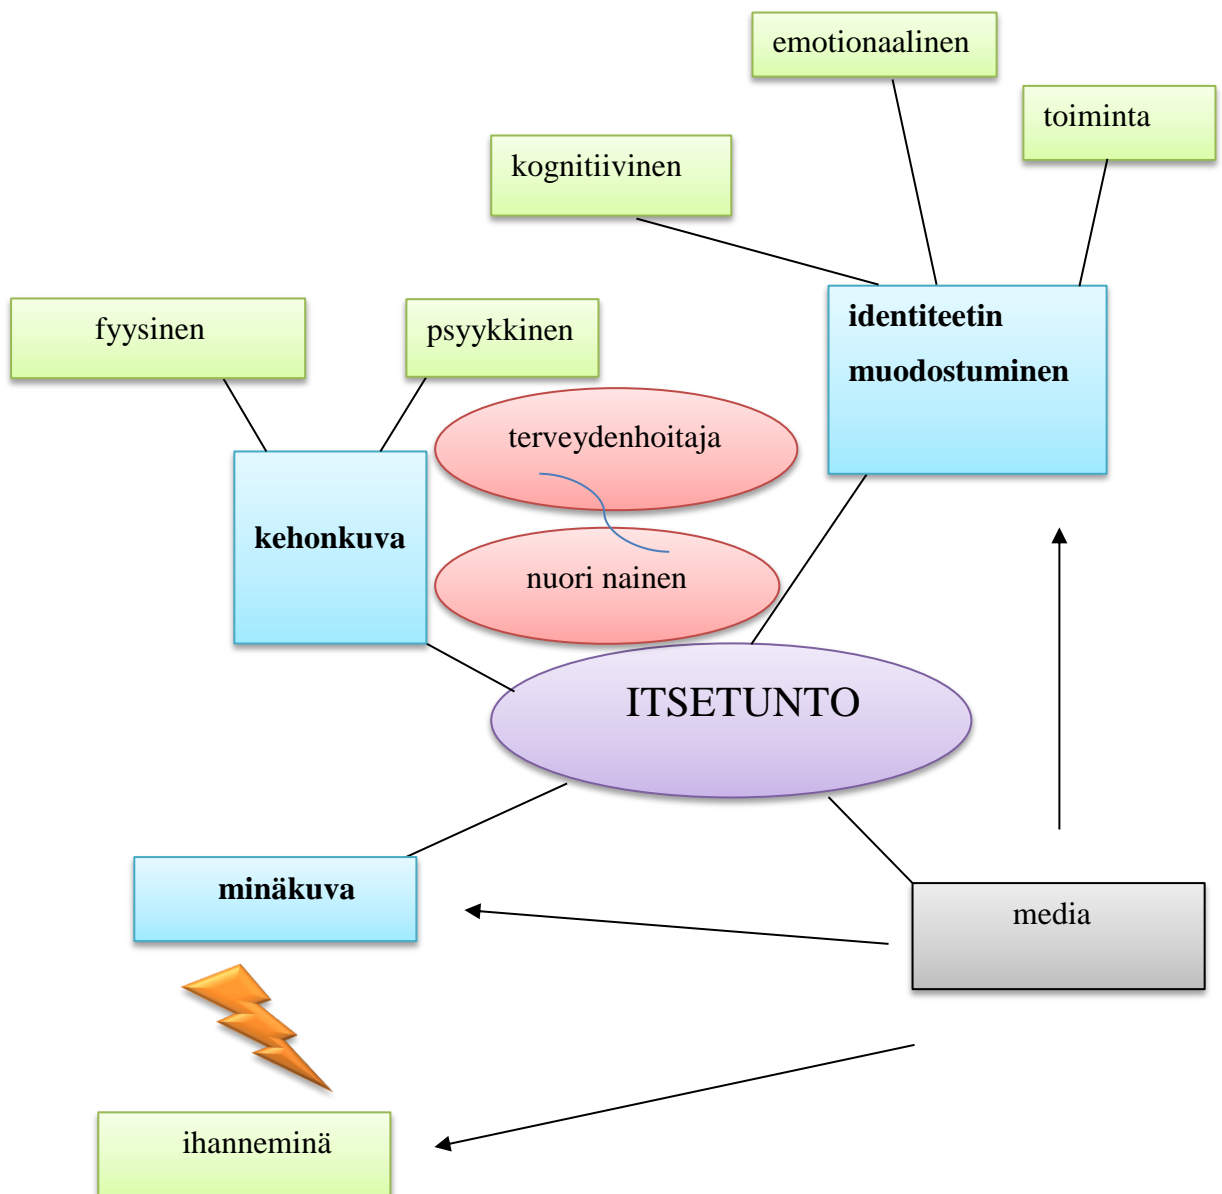 emotionaalinen
toiminta
kognitiivinen
identiteetin
muodostuminen
fyysinen
psyykkinen
terveydenhoitaja
kehonkuva
nuori nainen
ITSETUNTO
minäkuva
media
ihanneminä